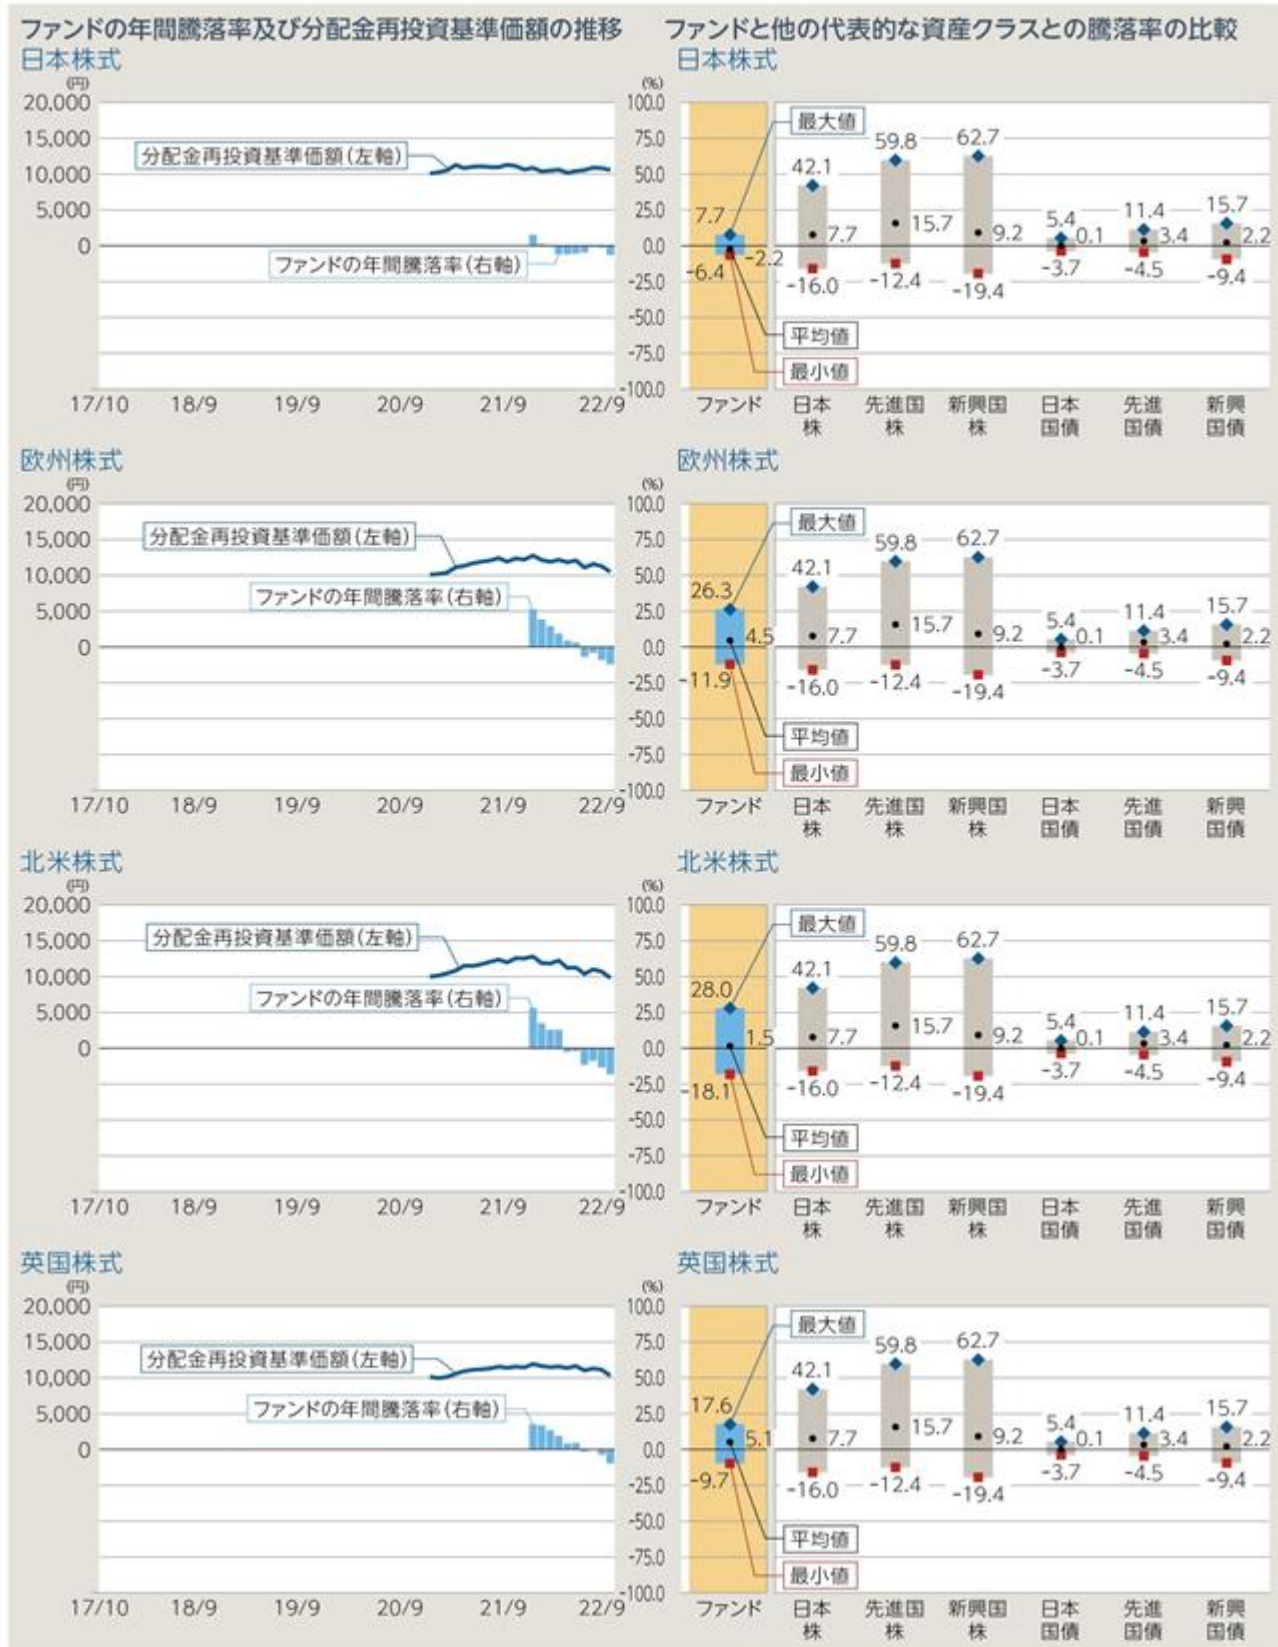 ファンドの年間騰落率及び分配金再投資基準価額の推移
ファンドと他の代表的な資産クラスとの騰落率の比較
日本株式
(円)
20,000
15,000
10,000
5,000
0
分配金再投資基準価額(左軸)
ファンドの年間騰落率(右軸)
17/10 18/9 19/9 20/9 21/9 22/9
日本株式
(%)
100.0
75.0
50.0
25.0
0.0
-25.0
-50.0
-75.0
-100.0
最大値
平均値
最小値
7.7 42.1 59.8 62.7 5.4 11.4 15.7
-2.2 7.7 15.7 9.2 0.1 3.4 2.2
-6.4 -16.0 -12.4 -19.4 -3.7 -4.5 -9.4
ファンド 日本株 先進国株 新興国株 日本国債 先進国債 新興国債
欧州株式
(円)
20,000
15,000
10,000
5,000
0
分配金再投資基準価額(左軸)
ファンドの年間騰落率(右軸)
17/10 18/9 19/9 20/9 21/9 22/9
欧州株式
(%)
100.0
75.0
50.0
25.0
0.0
-25.0
-50.0
-75.0
-100.0
最大値
平均値
最小値
26.3 42.1 59.8 62.7 5.4 11.4 15.7
4.5 7.7 15.7 9.2 0.1 3.4 2.2
-11.9 -16.0 -12.4 -19.4 -3.7 -4.5 -9.4
ファンド 日本株 先進国株 新興国株 日本国債 先進国債 新興国債
北米株式
(円)
20,000
15,000
10,000
5,000
0
分配金再投資基準価額(左軸)
ファンドの年間騰落率(右軸)
17/10 18/9 19/9 20/9 21/9 22/9
北米株式
(%)
100.0
75.0
50.0
25.0
0.0
-25.0
-50.0
-75.0
-100.0
最大値
平均値
最小値
28.0 42.1 59.8 62.7 5.4 11.4 15.7
1.5 7.7 15.7 9.2 0.1 3.4 2.2
-18.1 -16.0 -12.4 -19.4 -3.7 -4.5 -9.4
ファンド 日本株 先進国株 新興国株 日本国債 先進国債 新興国債
英国株式
(円)
20,000
15,000
10,000
5,000
0
分配金再投資基準価額(左軸)
ファンドの年間騰落率(右軸)
17/10 18/9 19/9 20/9 21/9 22/9
英国株式
(%)
100.0
75.0
50.0
25.0
0.0
-25.0
-50.0
-75.0
-100.0
最大値
平均値
最小値
17.6 42.1 59.8 62.7 5.4 11.4 15.7
5.1 7.7 15.7 9.2 0.1 3.4 2.2
-9.7 -16.0 -12.4 -19.4 -3.7 -4.5 -9.4
ファンド 日本株 先進国株 新興国株 日本国債 先進国債 新興国債